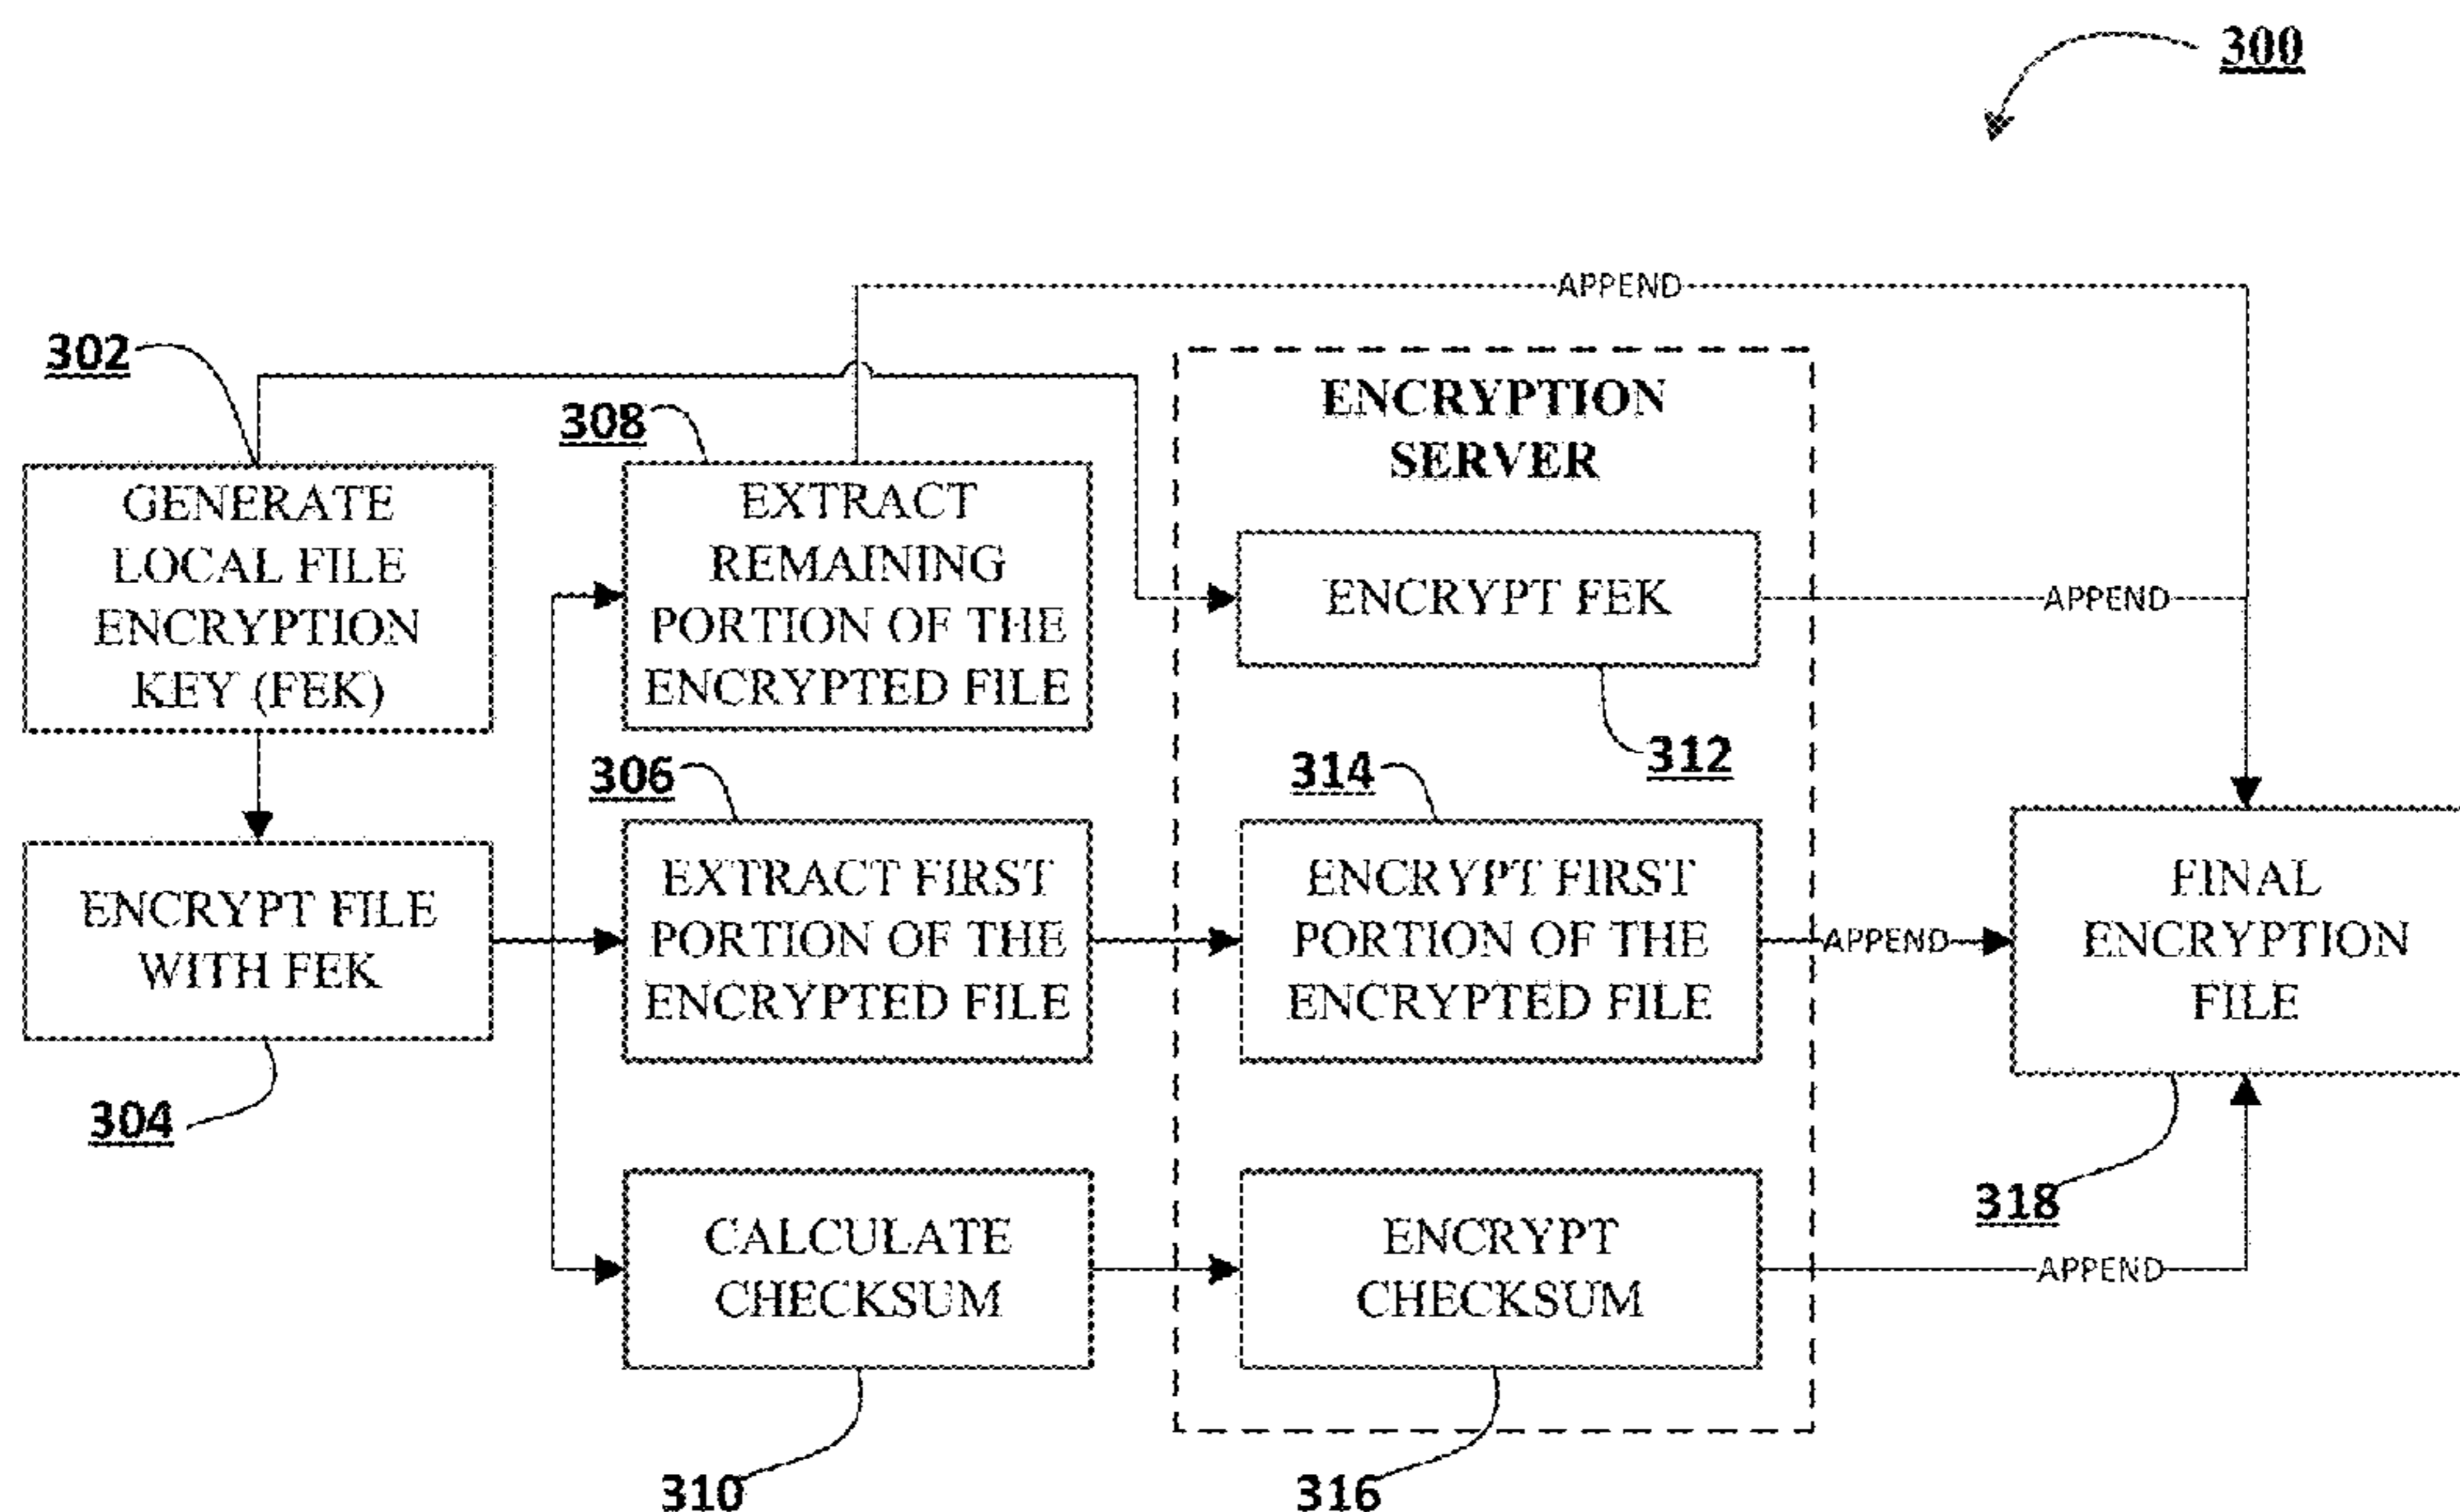 300
APPEND
302
308
ENCRYPTION
SERVER
GENERATE
LOCAL FILE
ENCRYPTION
KEY (FEK)
EXTRACT
REMAINING
PORTION OF THE
ENCRYPTED FILE
ENCRYPT FEK
APPEND
312
306
314
ENCRYPT FILE
WITH FEK
EXTRACT FIRST
PORTION OF THE
ENCRYPTED FILE
ENCRYPT FIRST
PORTION OF THE
ENCRYPTED FILE
APPEND
FINAL
ENCRYPTION
FILE
304
318
CALCULATE
CHECKSUM
ENCRYPT
CHECKSUM
APPEND
310
316